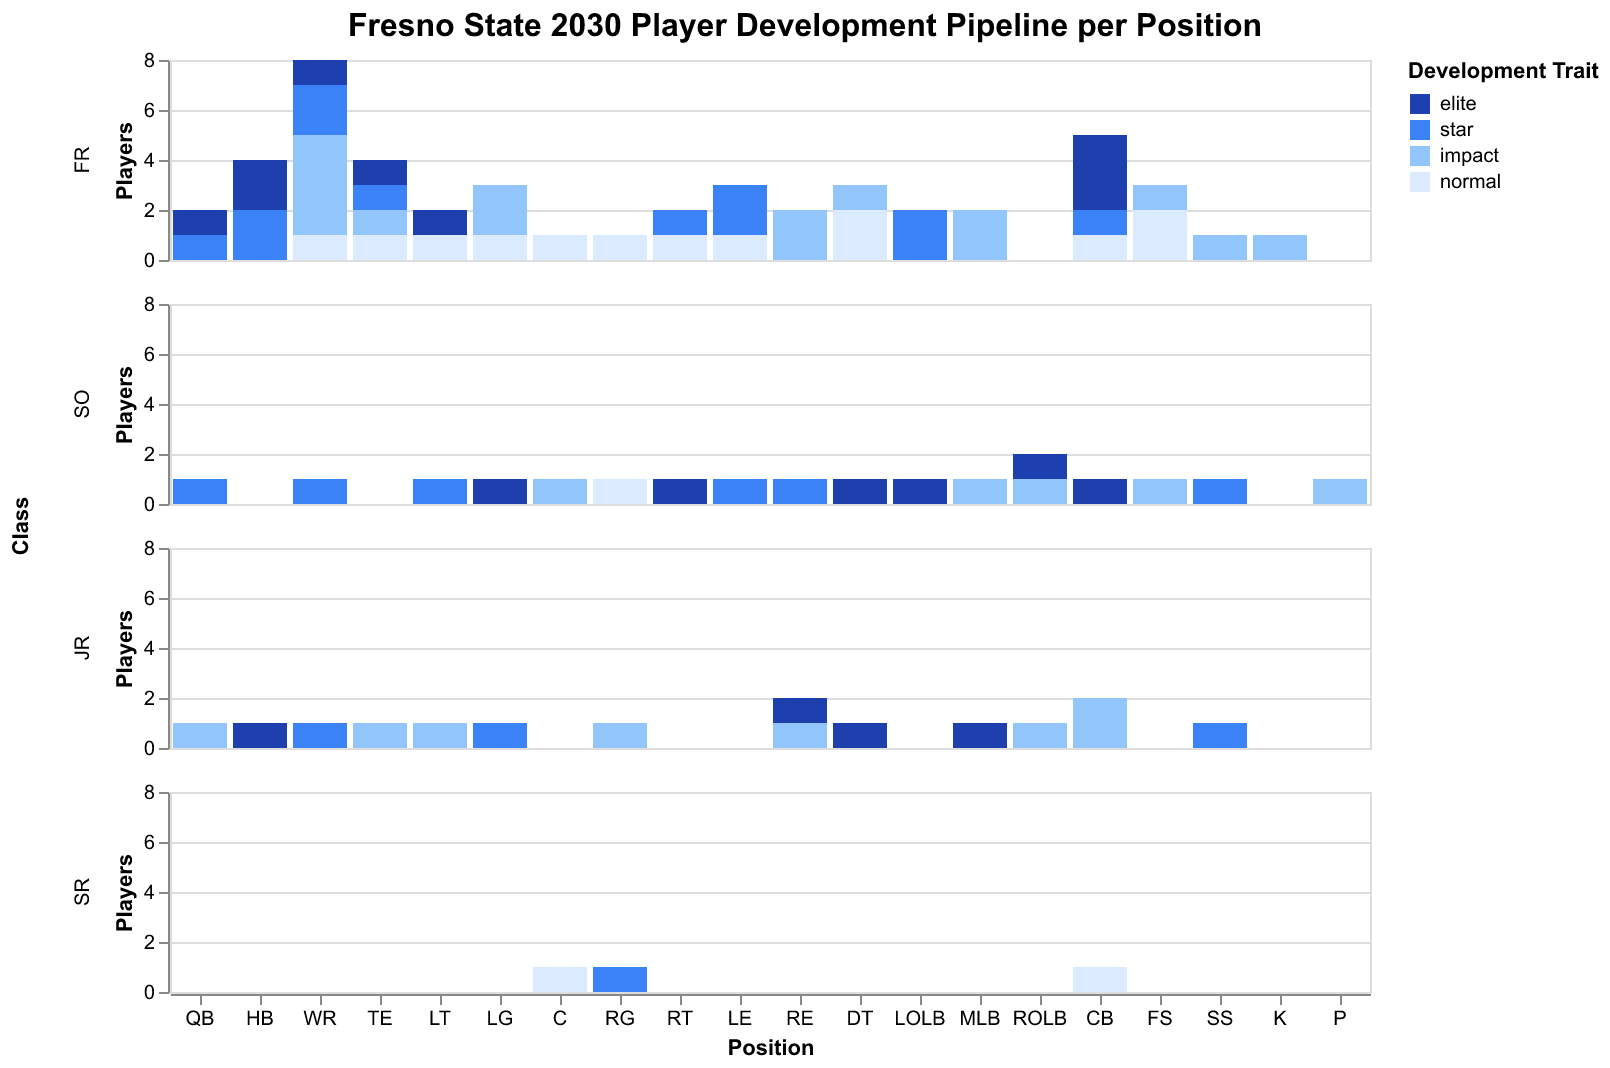 Fresno State 2030 Player Development Pipeline per Position
Development Trait
elite
star
impact
normal
Class
FR
Players
8
6
4
2
0
SO
Players
8
6
4
2
0
JR
Players
8
6
4
2
0
SR
Players
8
6
4
2
0
QB HB WR TE LT LG C RG RT LE RE DT LOLB MLB ROLB CB FS SS K P
Position